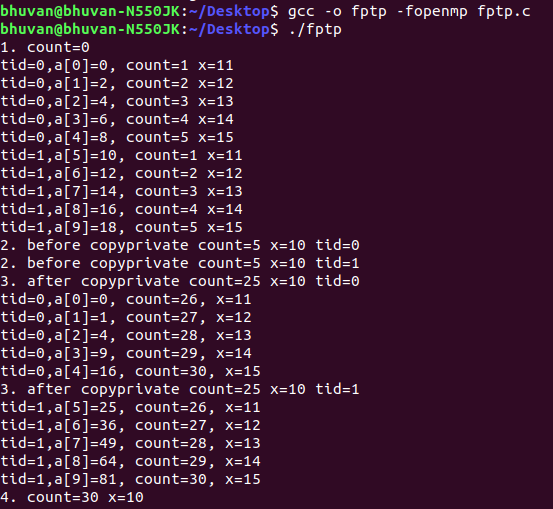 bhuvan@bhuvan-N550JK:~/Desktop$ gcc -o fptp -fopenmp fptp.c
bhuvan@bhuvan-N550JK:~/Desktop$ ./fptp
1. count=0
tid=0,a[0]=0, count=1 x=11
tid=0,a[1]=2, count=2 x=12
tid=0,a[2]=4, count=3 x=13
tid=0,a[3]=6, count=4 x=14
tid=0,a[4]=8, count=5 x=15
tid=1,a[5]=10, count=1 x=11
tid=1,a[6]=12, count=2 x=12
tid=1,a[7]=14, count=3 x=13
tid=1,a[8]=16, count=4 x=14
tid=1,a[9]=18, count=5 x=15
2. before copyprivate count=5 x=10 tid=0
2. before copyprivate count=5 x=10 tid=1
3. after copyprivate count=25 x=10 tid=0
tid=0,a[0]=0, count=26, x=11
tid=0,a[1]=1, count=27, x=12
tid=0,a[2]=4, count=28, x=13
tid=0,a[3]=9, count=29, x=14
tid=0,a[4]=16, count=30, x=15
3. after copyprivate count=25 x=10 tid=1
tid=1,a[5]=25, count=26, x=11
tid=1,a[6]=36, count=27, x=12
tid=1,a[7]=49, count=28, x=13
tid=1,a[8]=64, count=29, x=14
tid=1,a[9]=81, count=30, x=15
4. count=30 x=10